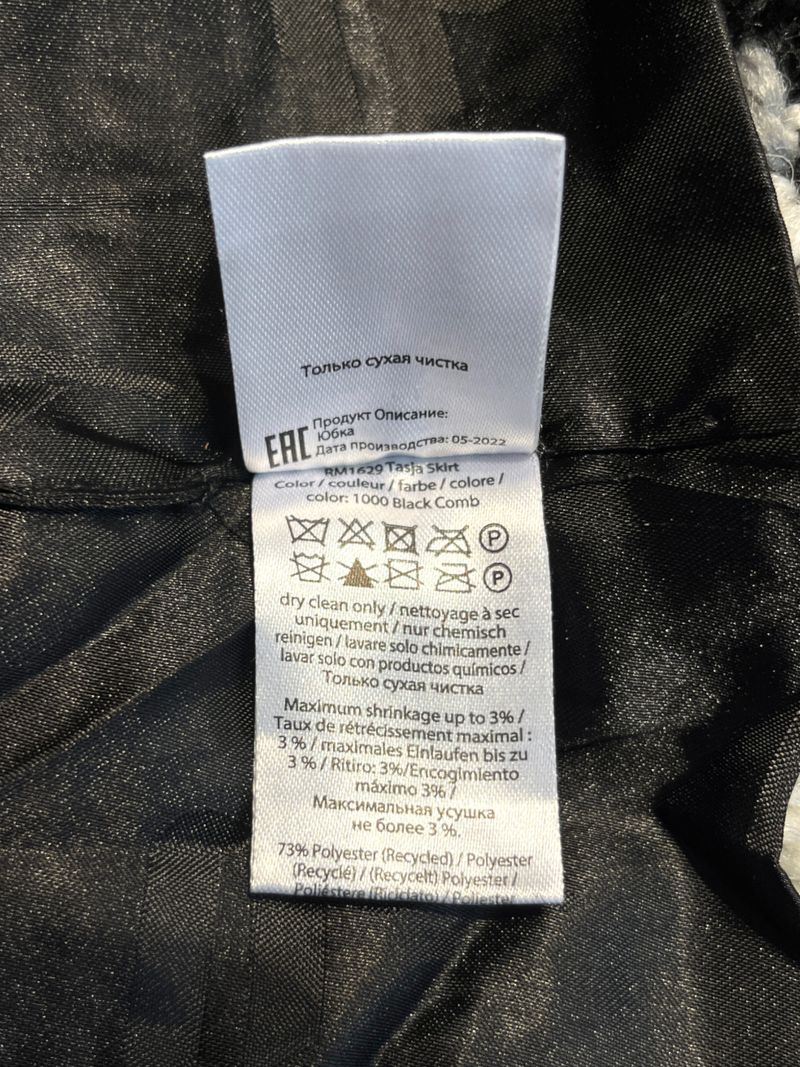 Только сухая чистка
EAC
Продукт Описание:
Юбка
Дата производства: 05-2022
RM1629 Tasja Skirt
Color / couleur / farbe / colore /
color: 1000 Black Comb
P
P
dry clean only / nettoyage à sec
uniquement / nur chemisch
reinigen / lavare solo chimicamente /
lavar solo con productos químicos /
Только сухая чистка
Maximum shrinkage up to 3% /
Taux de rétrécissement maximal :
3 % / maximales Einlaufen bis zu
3 % / Ritiro: 3%/Encogimiento
máximo 3% /
Максимальная усушка
не более 3 %.
73% Polyester (Recycled) / Polyester
(Recyclé) / (Recycelt) Polyester /
Poliéstere (Riciclato) / Poliester